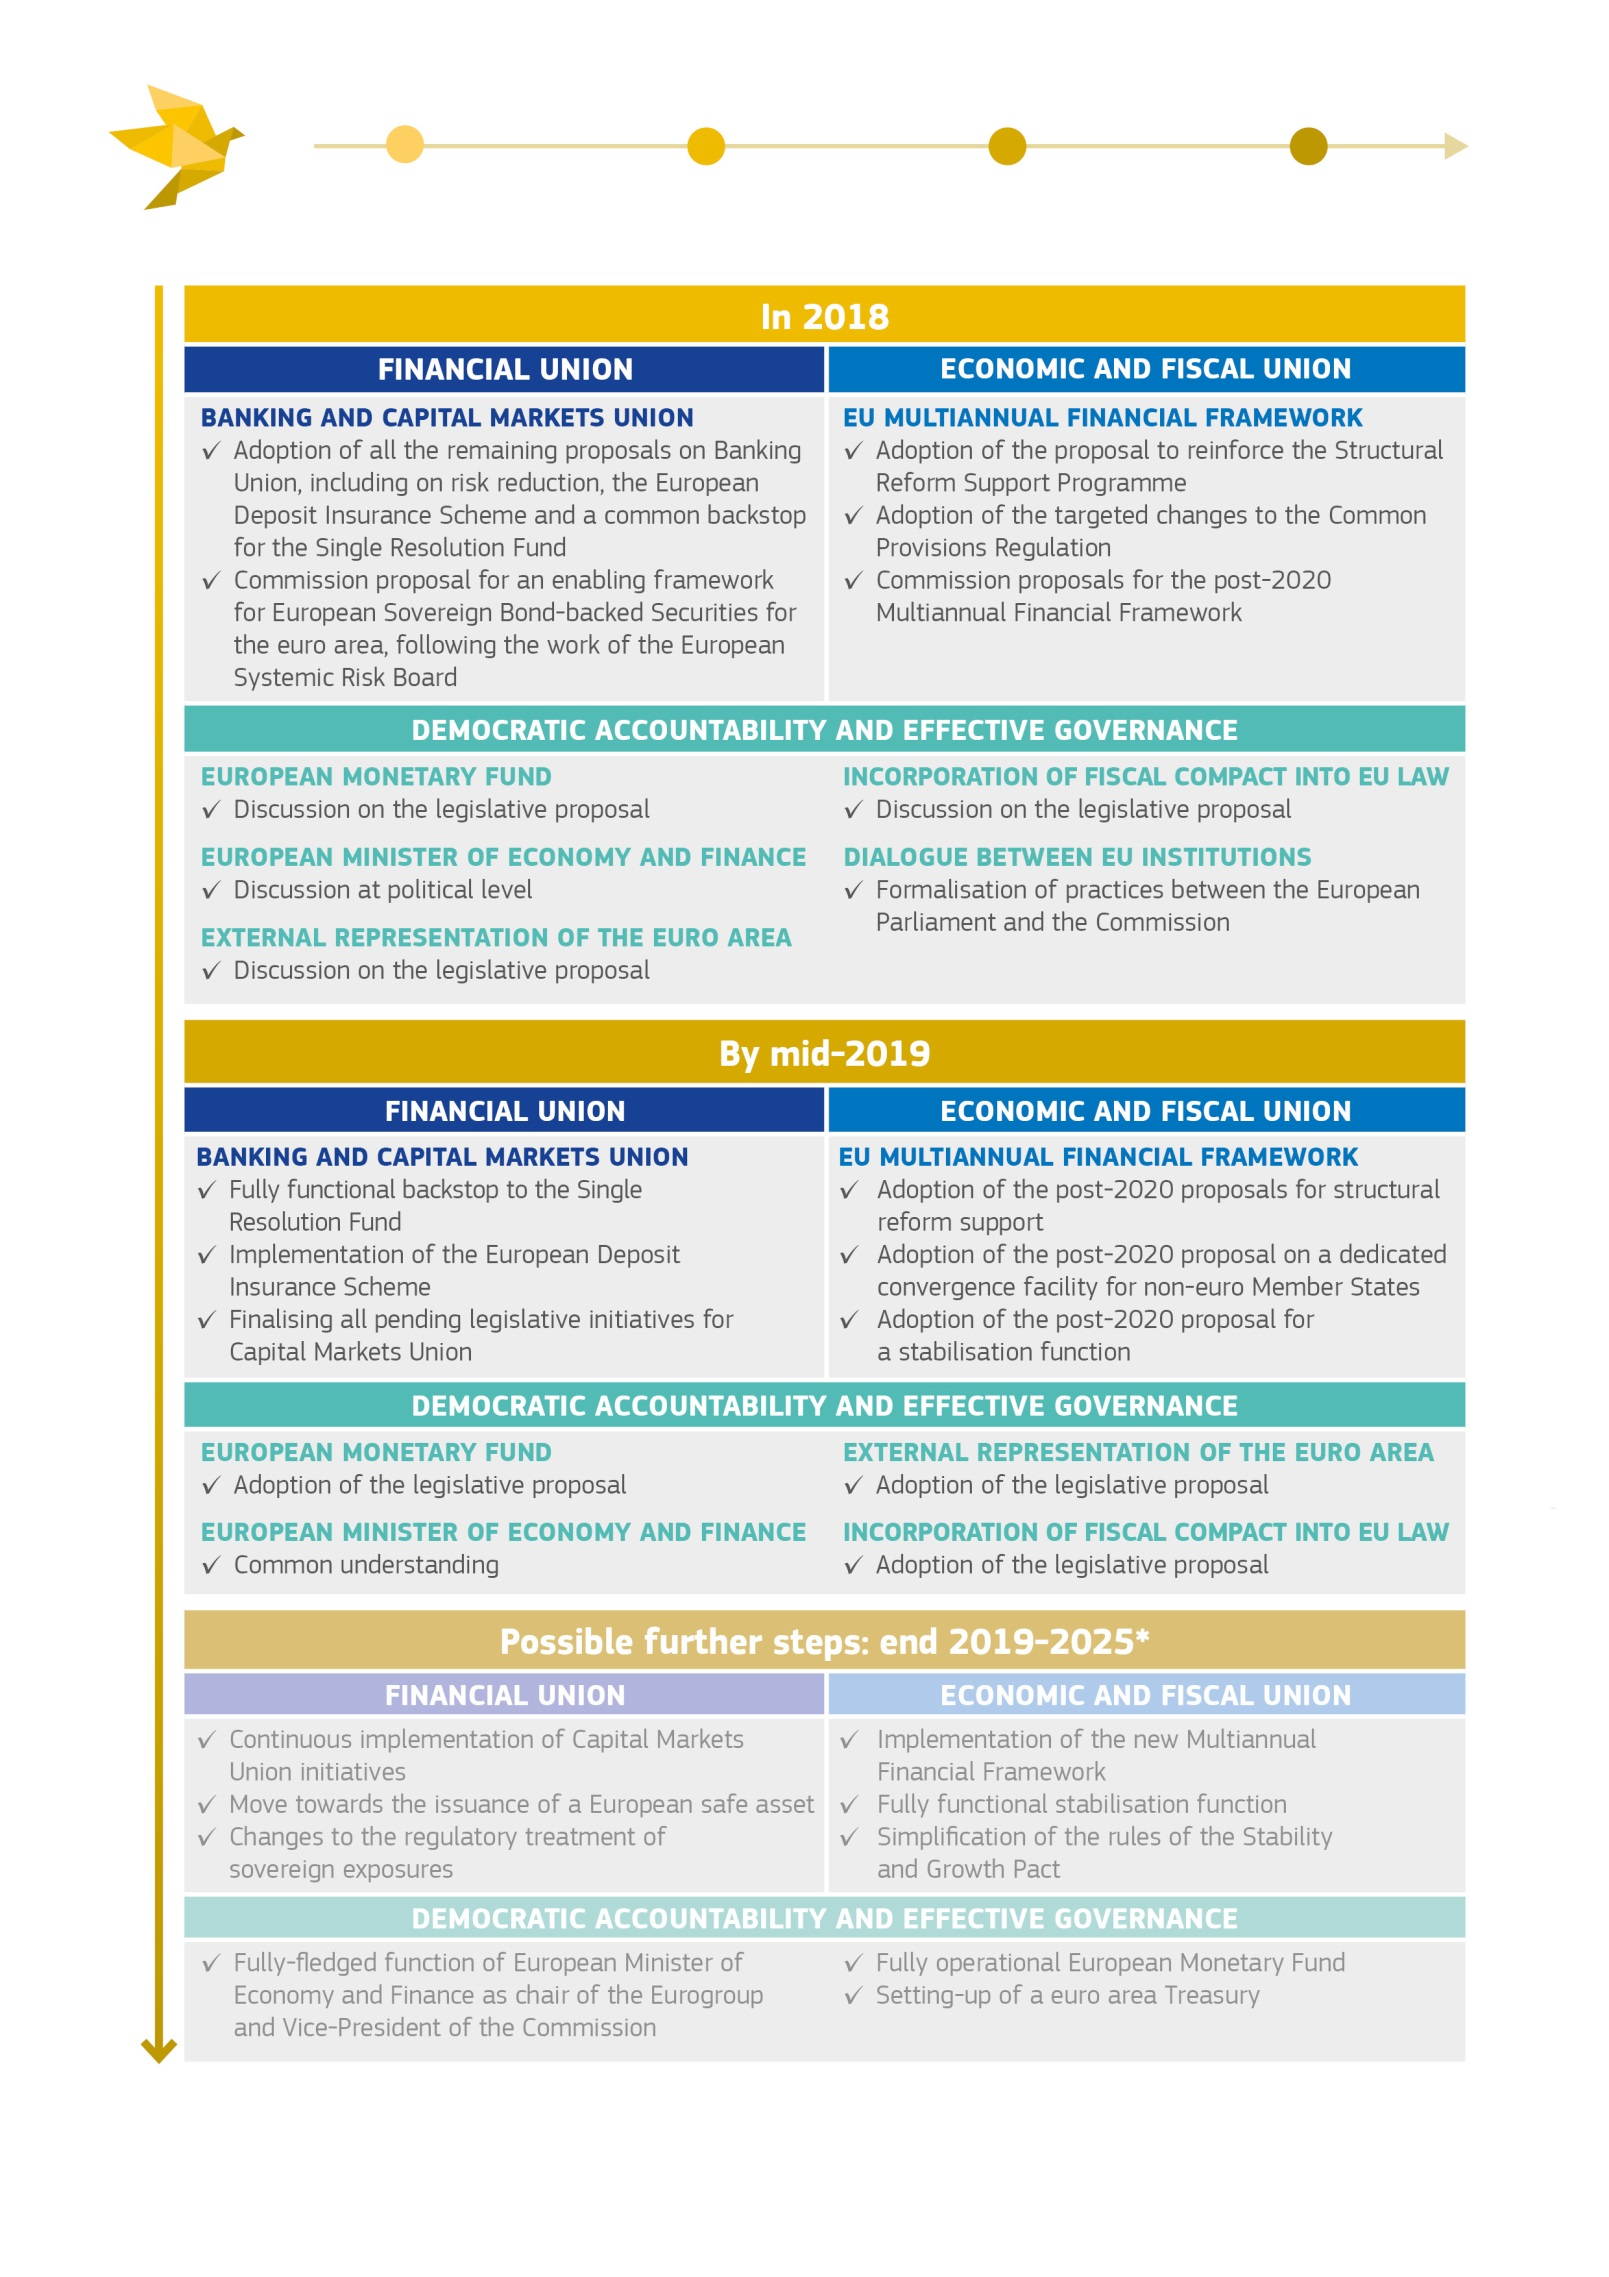 In 2018
FINANCIAL UNION
BANKING AND CAPITAL MARKETS UNION
✓ Adoption of all the remaining proposals on Banking
Union, including on risk reduction, the European
Deposit Insurance Scheme and a common backstop
for the Single Resolution Fund
✓ Commission proposal for an enabling framework
for European Sovereign Bond-backed Securities for
the euro area, following the work of the European
Systemic Risk Board
ECONOMIC AND FISCAL UNION
EU MULTIANNUAL FINANCIAL FRAMEWORK
✓ Adoption of the proposal to reinforce the Structural
Reform Support Programme
✓ Adoption of the targeted changes to the Common
Provisions Regulation
✓ Commission proposals for the post-2020
Multiannual Financial Framework
DEMOCRATIC ACCOUNTABILITY AND EFFECTIVE GOVERNANCE
EUROPEAN MONETARY FUND
✓ Discussion on the legislative proposal
EUROPEAN MINISTER OF ECONOMY AND FINANCE
✓ Discussion at political level
EXTERNAL REPRESENTATION OF THE EURO AREA
✓ Discussion on the legislative proposal
INCORPORATION OF FISCAL COMPACT INTO EU LAW
✓ Discussion on the legislative proposal
DIALOGUE BETWEEN EU INSTITUTIONS
✓ Formalisation of practices between the European
Parliament and the Commission
By mid-2019
FINANCIAL UNION
BANKING AND CAPITAL MARKETS UNION
✓ Fully functional backstop to the Single
Resolution Fund
✓ Implementation of the European Deposit
Insurance Scheme
✓ Finalising all pending legislative initiatives for
Capital Markets Union
ECONOMIC AND FISCAL UNION
EU MULTIANNUAL FINANCIAL FRAMEWORK
✓ Adoption of the post-2020 proposals for structural
reform support
✓ Adoption of the post-2020 proposal on a dedicated
convergence facility for non-euro Member States
✓ Adoption of the post-2020 proposal for
a stabilisation function
DEMOCRATIC ACCOUNTABILITY AND EFFECTIVE GOVERNANCE
EUROPEAN MONETARY FUND
✓ Adoption of the legislative proposal
EUROPEAN MINISTER OF ECONOMY AND FINANCE
✓ Common understanding
EXTERNAL REPRESENTATION OF THE EURO AREA
✓ Adoption of the legislative proposal
INCORPORATION OF FISCAL COMPACT INTO EU LAW
✓ Adoption of the legislative proposal
Possible further steps: end 2019-2025*
FINANCIAL UNION
✓ Continuous implementation of Capital Markets
Union initiatives
✓ Move towards the issuance of a European safe asset
✓ Changes to the regulatory treatment of
sovereign exposures
ECONOMIC AND FISCAL UNION
✓ Implementation of the new Multiannual
Financial Framework
✓ Fully functional stabilisation function
✓ Simplification of the rules of the Stability
and Growth Pact
DEMOCRATIC ACCOUNTABILITY AND EFFECTIVE GOVERNANCE
✓ Fully-fledged function of European Minister of
Economy and Finance as chair of the Eurogroup
and Vice-President of the Commission
✓ Fully operational European Monetary Fund
✓ Setting-up of a euro area Treasury